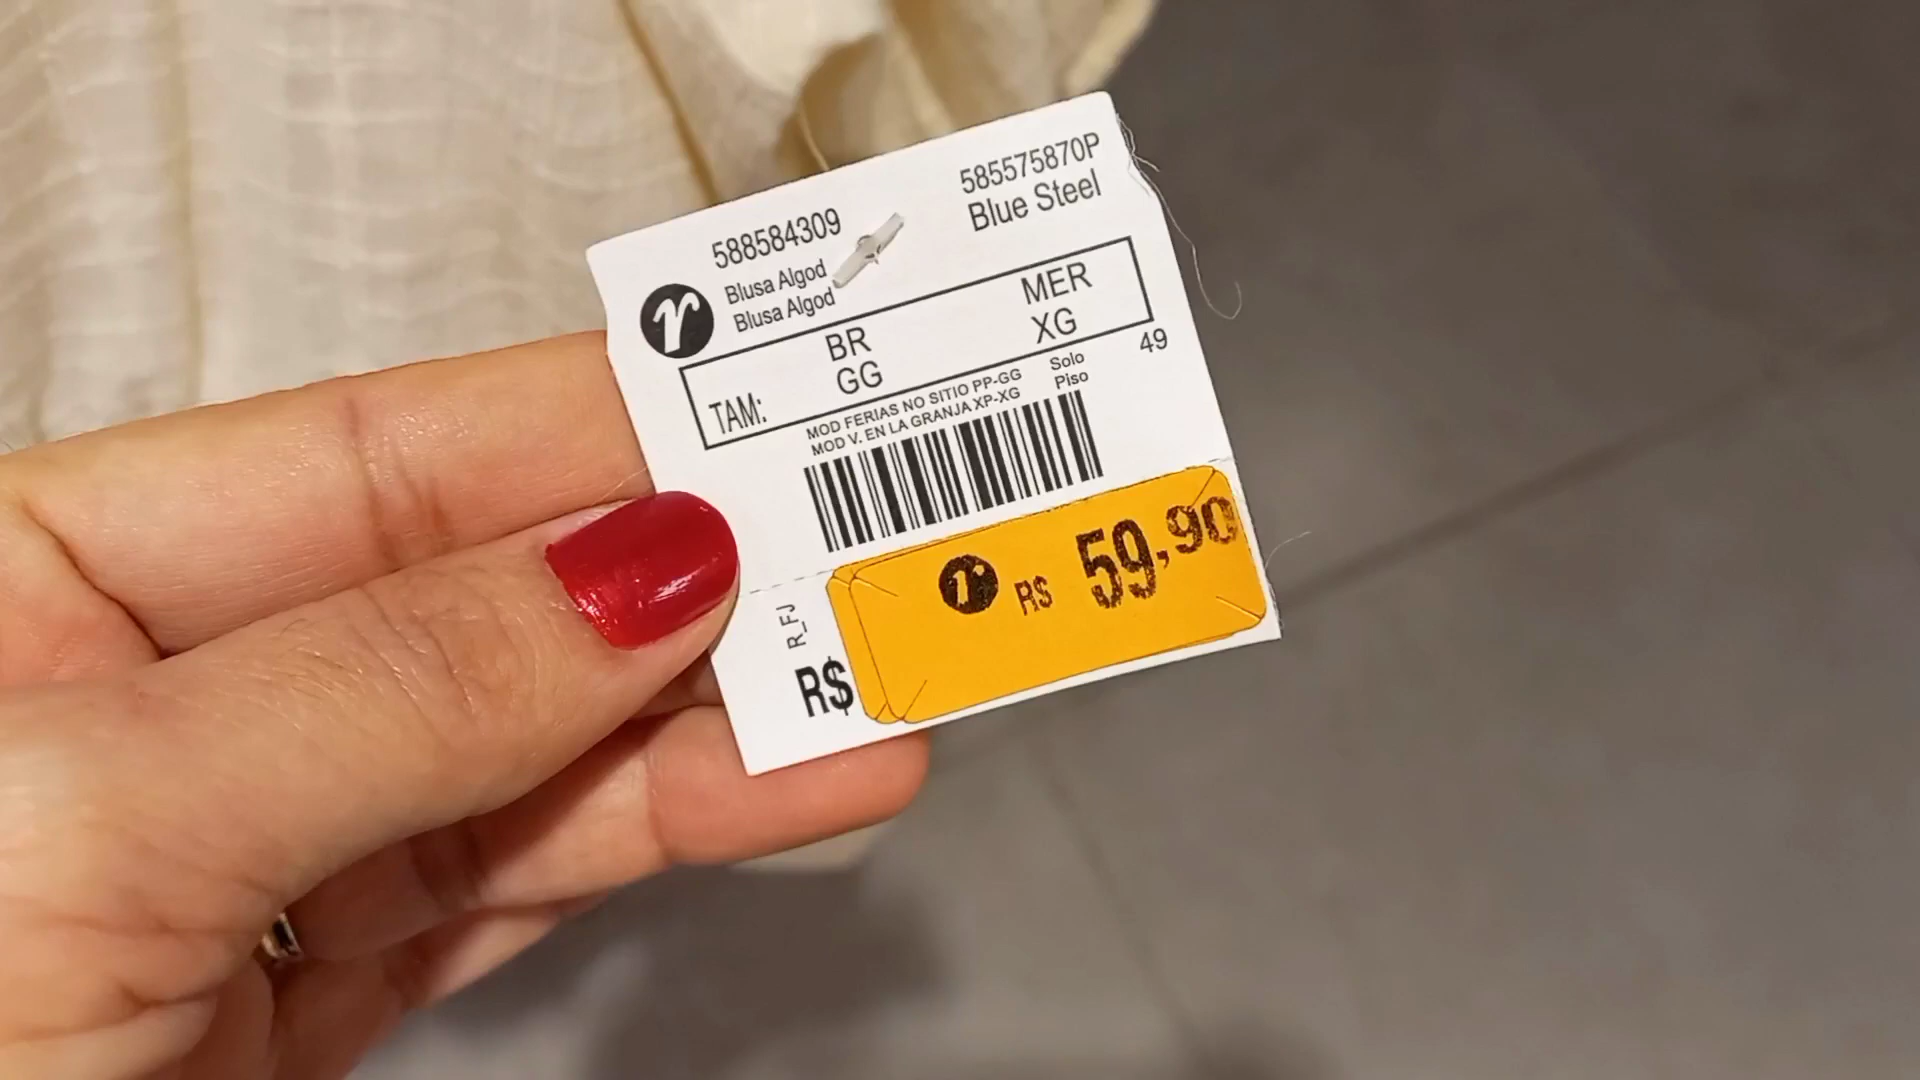 588584309
585575870P
Blue Steel
r
Blusa Algod
Blusa Algod
BR MER
TAM: GG XG
49
MOD FERIAS NO SITIO PP-GG
MOD V. EN LA GRANJA XP-XG
Solo
Piso
r R$ 59,90
R_FJ
R$